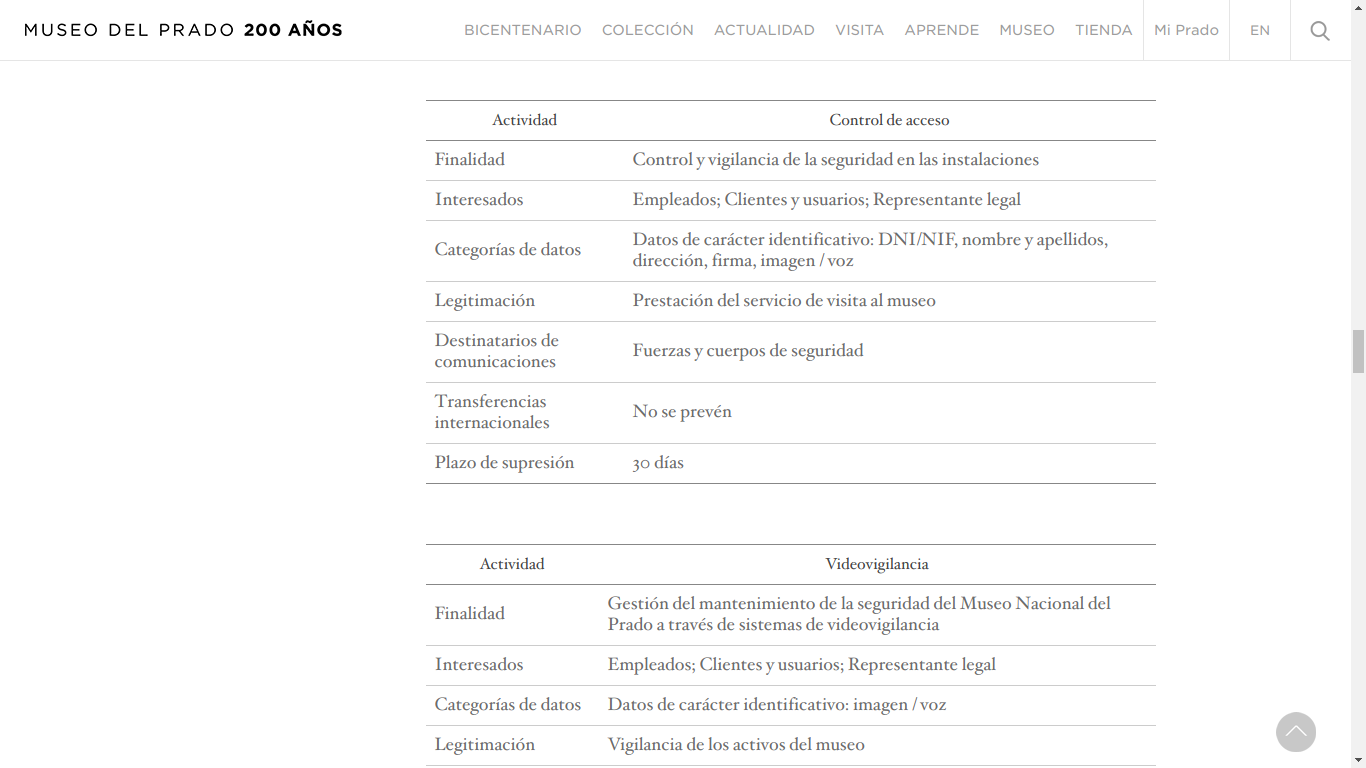 MUSEO DEL PRADO 200 AÑOS
BICENTENARIO COLECCIÓN ACTUALIDAD VISITA APRENDE MUSEO TIENDA Mi Prado EN
Actividad Control de acceso
Finalidad Control y vigilancia de la seguridad en las instalaciones
Interesados Empleados; Clientes y usuarios; Representante legal
Categorías de datos Datos de carácter identificativo: DNI/NIF, nombre y apellidos,
dirección, firma, imagen / voz
Legitimación Prestación del servicio de visita al museo
Destinatarios de
comunicaciones Fuerzas y cuerpos de seguridad
Transferencias
internacionales No se prevén
Plazo de supresión 30 días
Actividad Videovigilancia
Finalidad Gestión del mantenimiento de la seguridad del Museo Nacional del
Prado a través de sistemas de videovigilancia
Interesados Empleados; Clientes y usuarios; Representante legal
Categorías de datos Datos de carácter identificativo: imagen / voz
Legitimación Vigilancia de los activos del museo